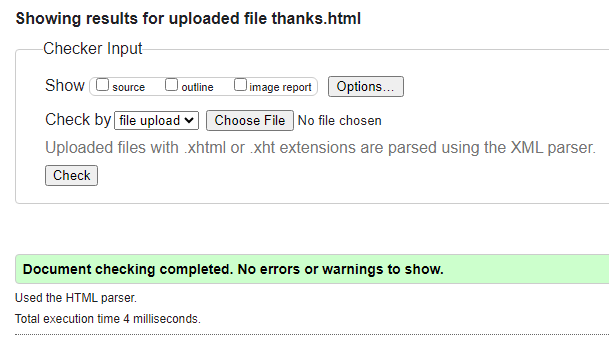 Showing results for uploaded file thanks.html
Checker Input
Show source outline image report Options...
Check by file upload Choose File No file chosen
Uploaded files with .xhtml or .xht extensions are parsed using the XML parser.
Check
Document checking completed. No errors or warnings to show.
Used the HTML parser.
Total execution time 4 milliseconds.